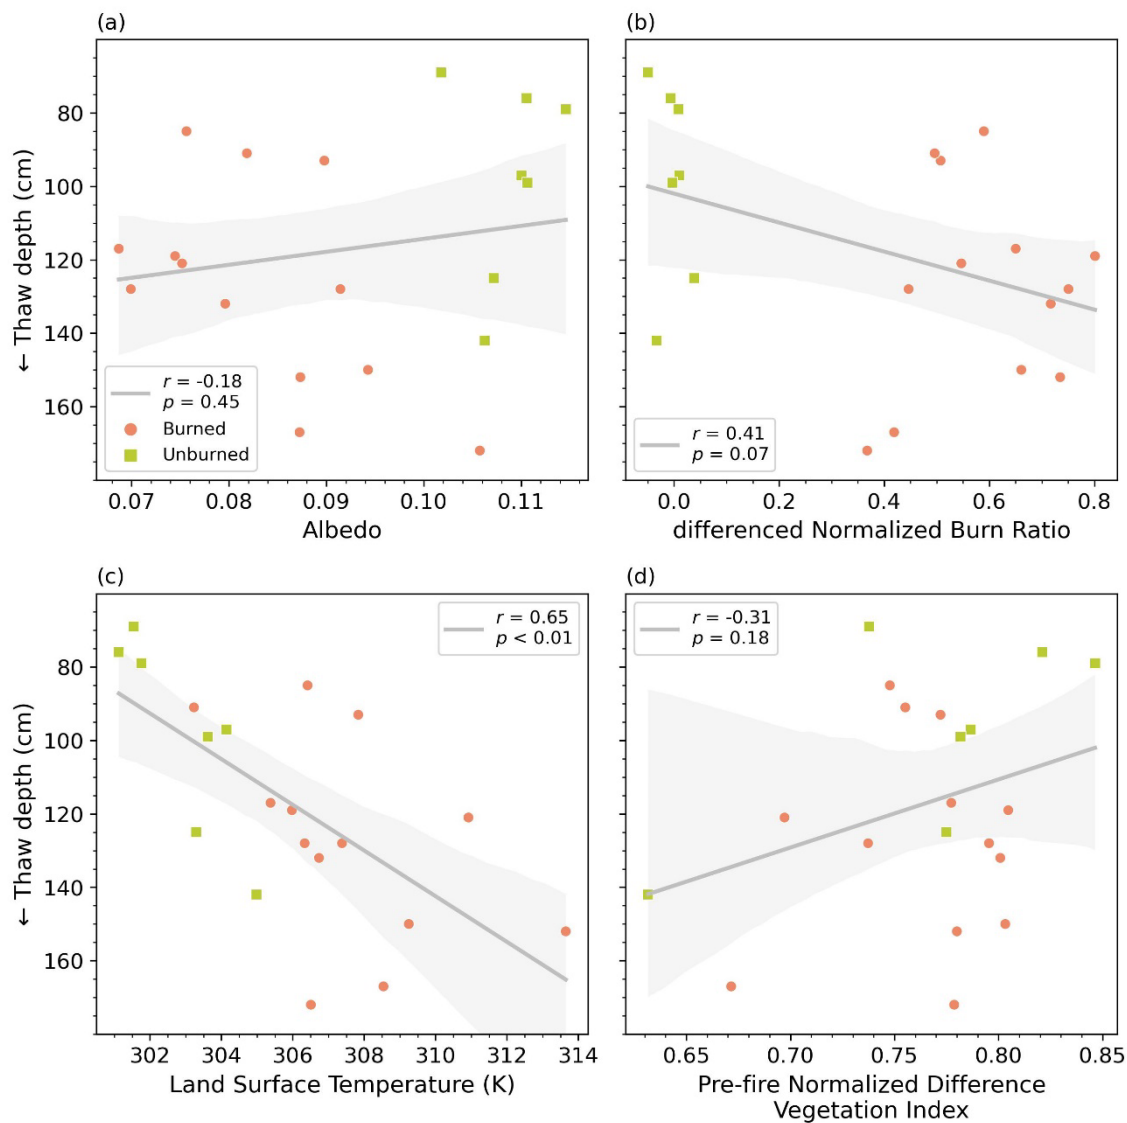 (a)
← Thaw depth (cm)
80
100
120
140
160
r = -0.18
p = 0.45
Burned
Unburned
0.07 0.08 0.09 0.10 0.11
Albedo
(b)
r = 0.41
p = 0.07
0.0 0.2 0.4 0.6 0.8
differenced Normalized Burn Ratio
(c)
← Thaw depth (cm)
80
100
120
140
160
r = 0.65
p < 0.01
302 304 306 308 310 312 314
Land Surface Temperature (K)
(d)
r = -0.31
p = 0.18
0.65 0.70 0.75 0.80 0.85
Pre-fire Normalized Difference
Vegetation Index